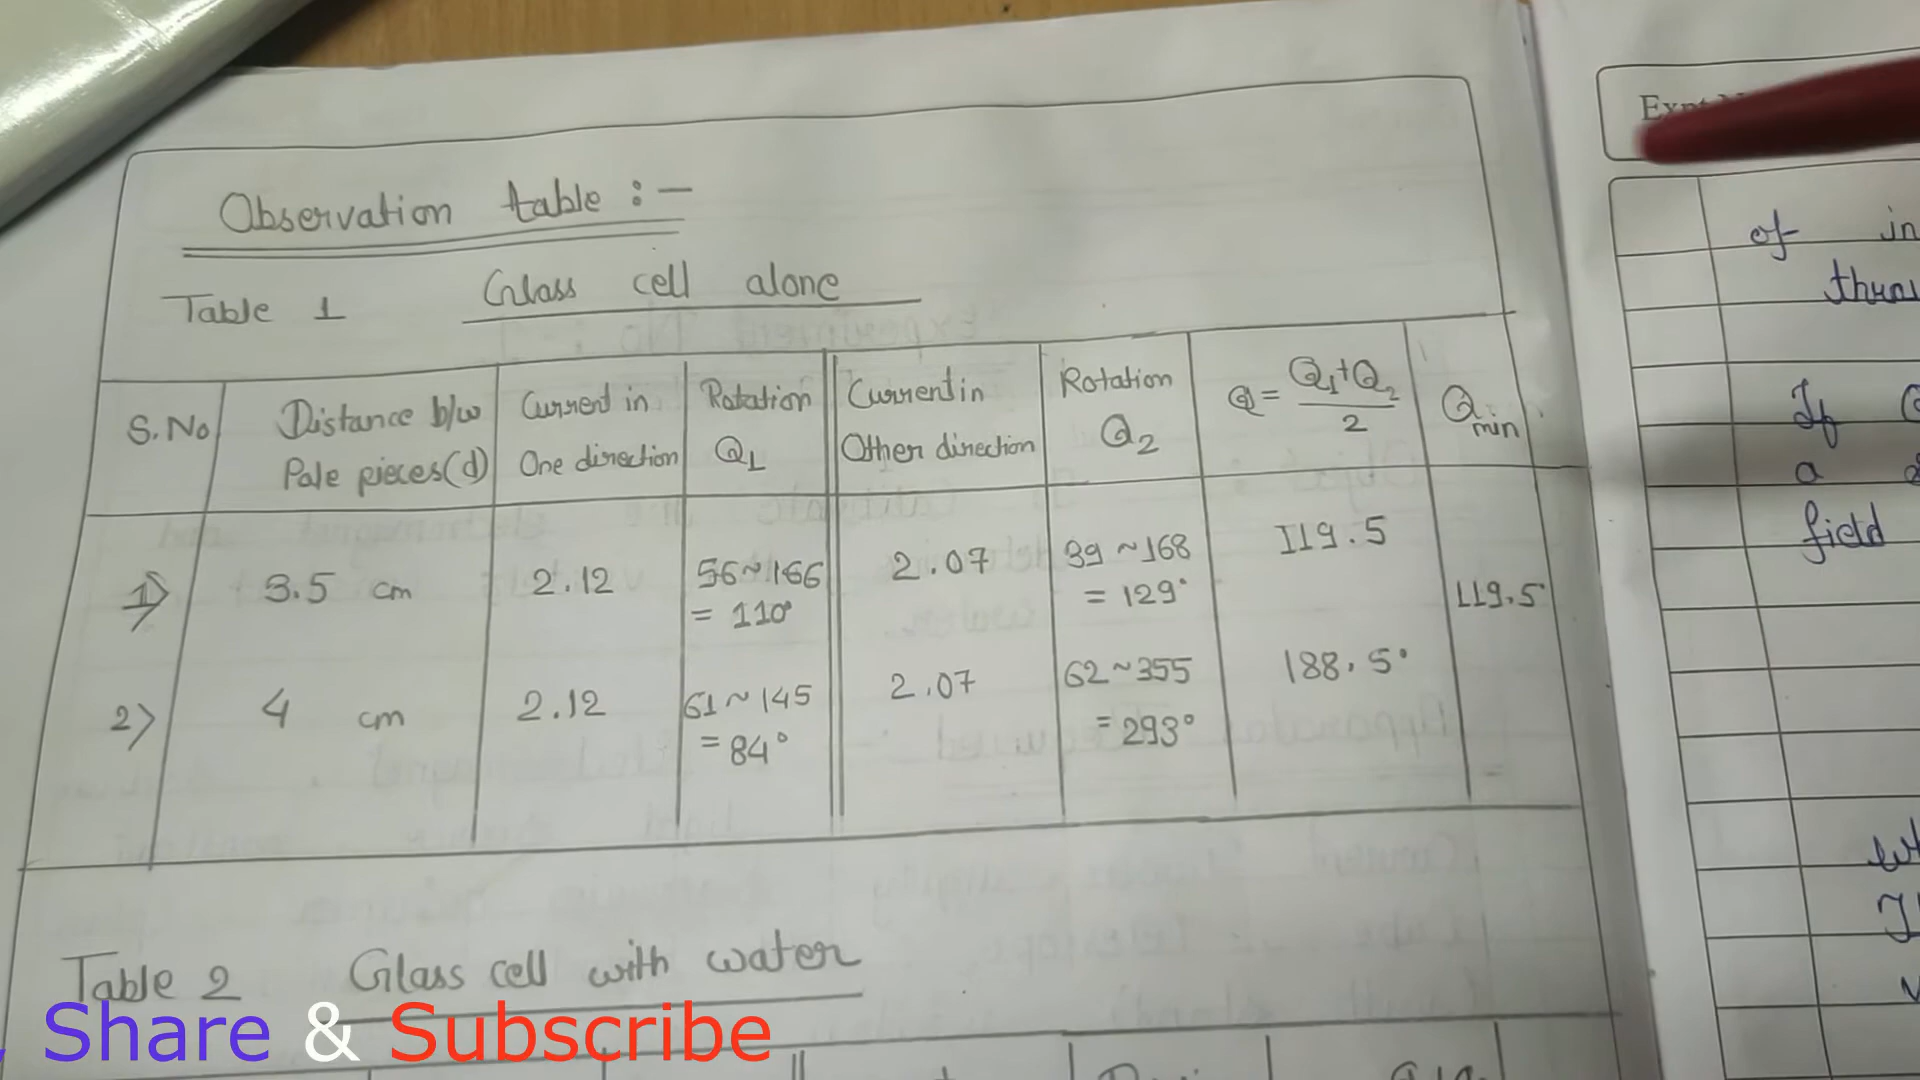 Observation table :-
Table 1 Glass cell alone
S.No Distance b/w Pole pieces(d) Current in One direction Rotation Q1 Current in Other direction Rotation Q2 Q = Q1+Q2 / 2 Qmin
1) 3.5 cm 2.12 56~166 = 110° 2.07 39~168 = 129° 119.5 119.5
2) 4 cm 2.12 61~145 = 84° 2.07 62~355 = 293° 188.5°
Table 2 Glass cell with water
Share & Subscribe
of in
If
a
field